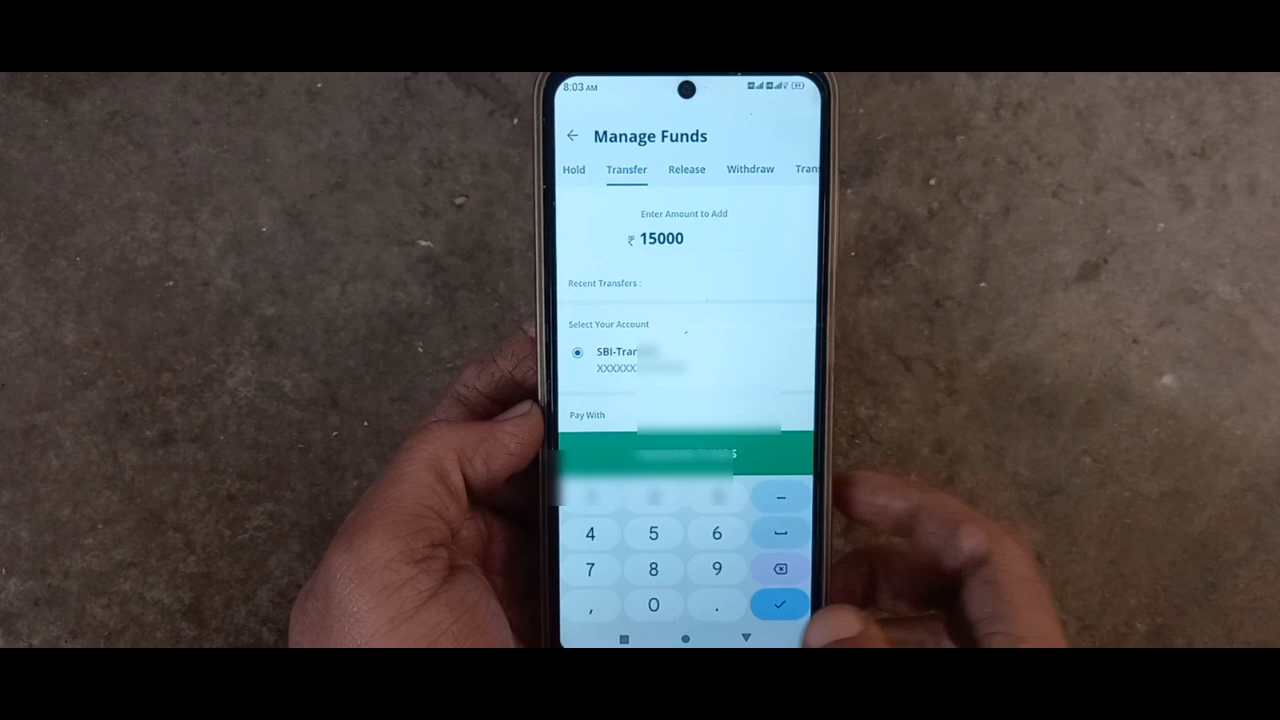 8:03 AM
Manage Funds
Hold Transfer Release Withdraw Trans
Enter Amount to Add
₹ 15000
Recent Transfers :
Select Your Account
SBI-Tran
XXXXXX
Pay With
-
4 5 6
7 8 9
, 0 .